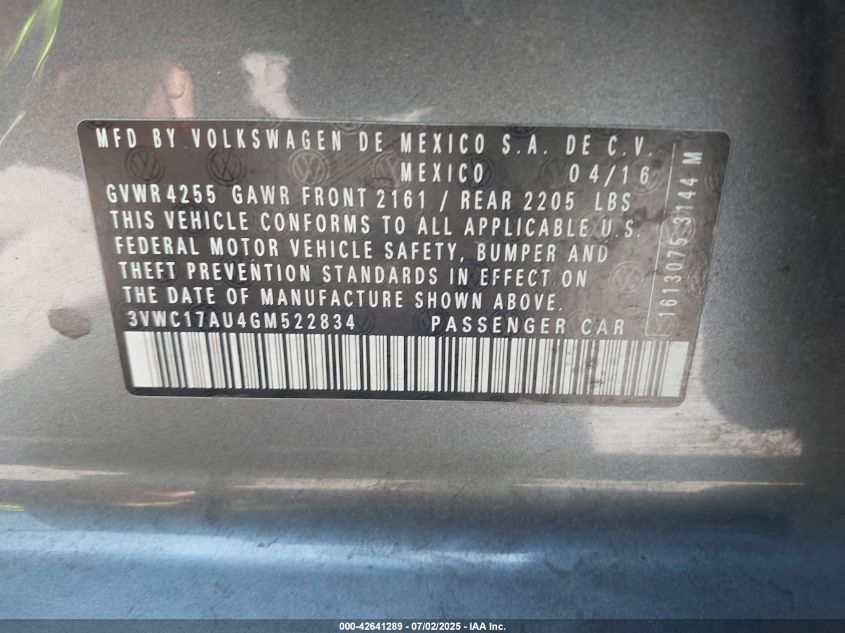 MFD BY VOLKSWAGEN DE MEXICO S.A. DE C.V.
MEXICO 04/16
GVWR 4255 GAWR FRONT 2161 / REAR 2205 LBS
THIS VEHICLE CONFORMS TO ALL APPLICABLE U.S.
FEDERAL MOTOR VEHICLE SAFETY, BUMPER AND
THEFT PREVENTION STANDARDS IN EFFECT ON
THE DATE OF MANUFACTURE SHOWN ABOVE.
3VWC17AU4GM522834 PASSENGER CAR
1613075 3144 M
000-42641289 - 07/02/2025 - IAA Inc.